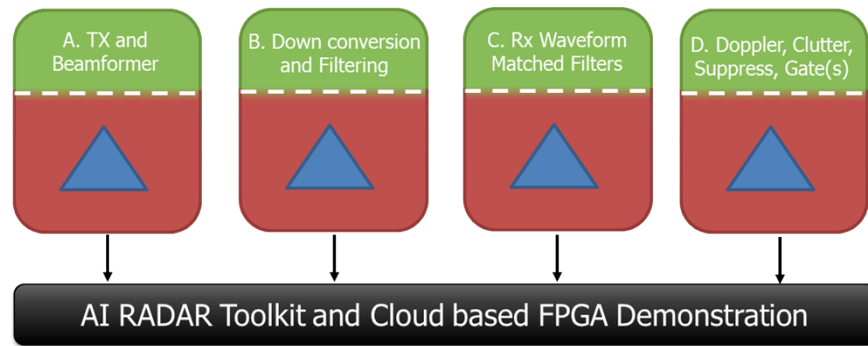 A. TX and
Beamformer
B. Down conversion
and Filtering
C. Rx Waveform
Matched Filters
D. Doppler, Clutter,
Suppress, Gate(s)
AI RADAR Toolkit and Cloud based FPGA Demonstration